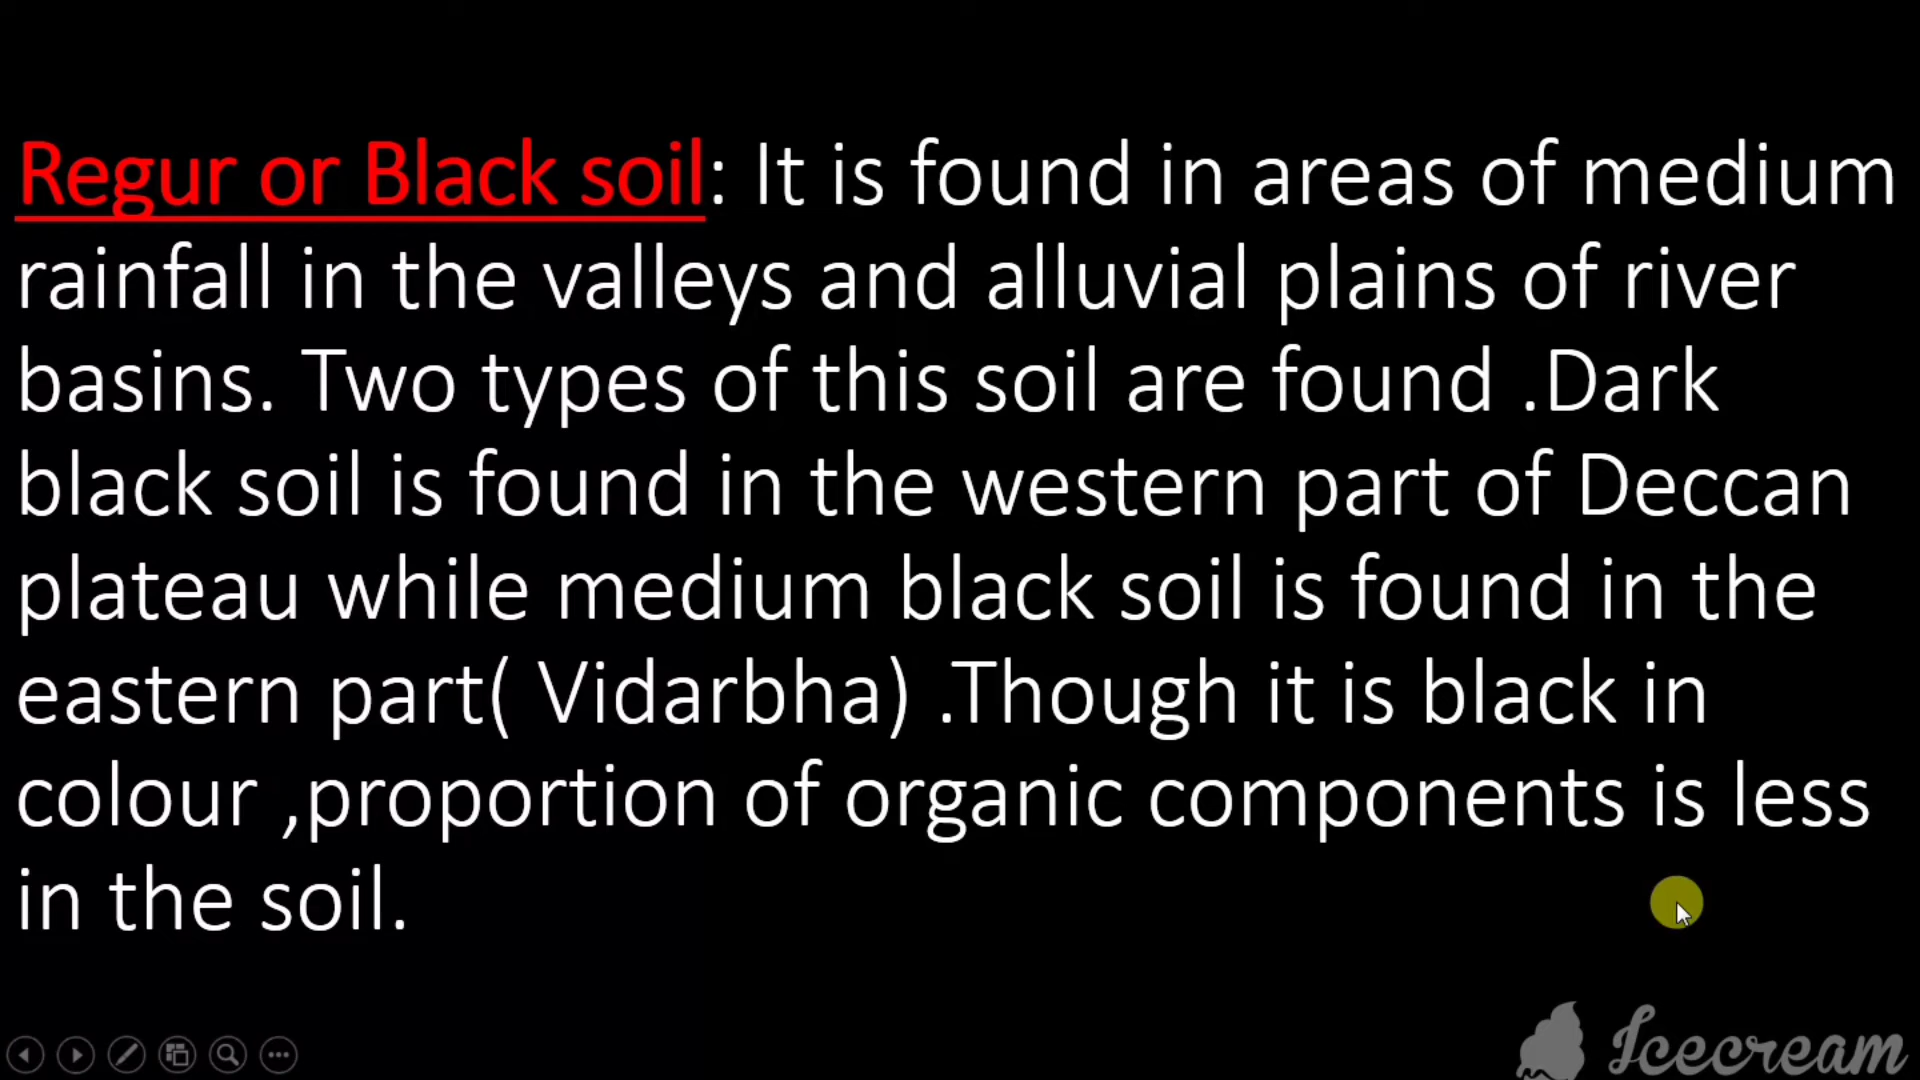 Regur or Black soil: It is found in areas of medium
rainfall in the valleys and alluvial plains of river
basins. Two types of this soil are found .Dark
black soil is found in the western part of Deccan
plateau while medium black soil is found in the
eastern part( Vidarbha) .Though it is black in
colour ,proportion of organic components is less
in the soil.
Icecream